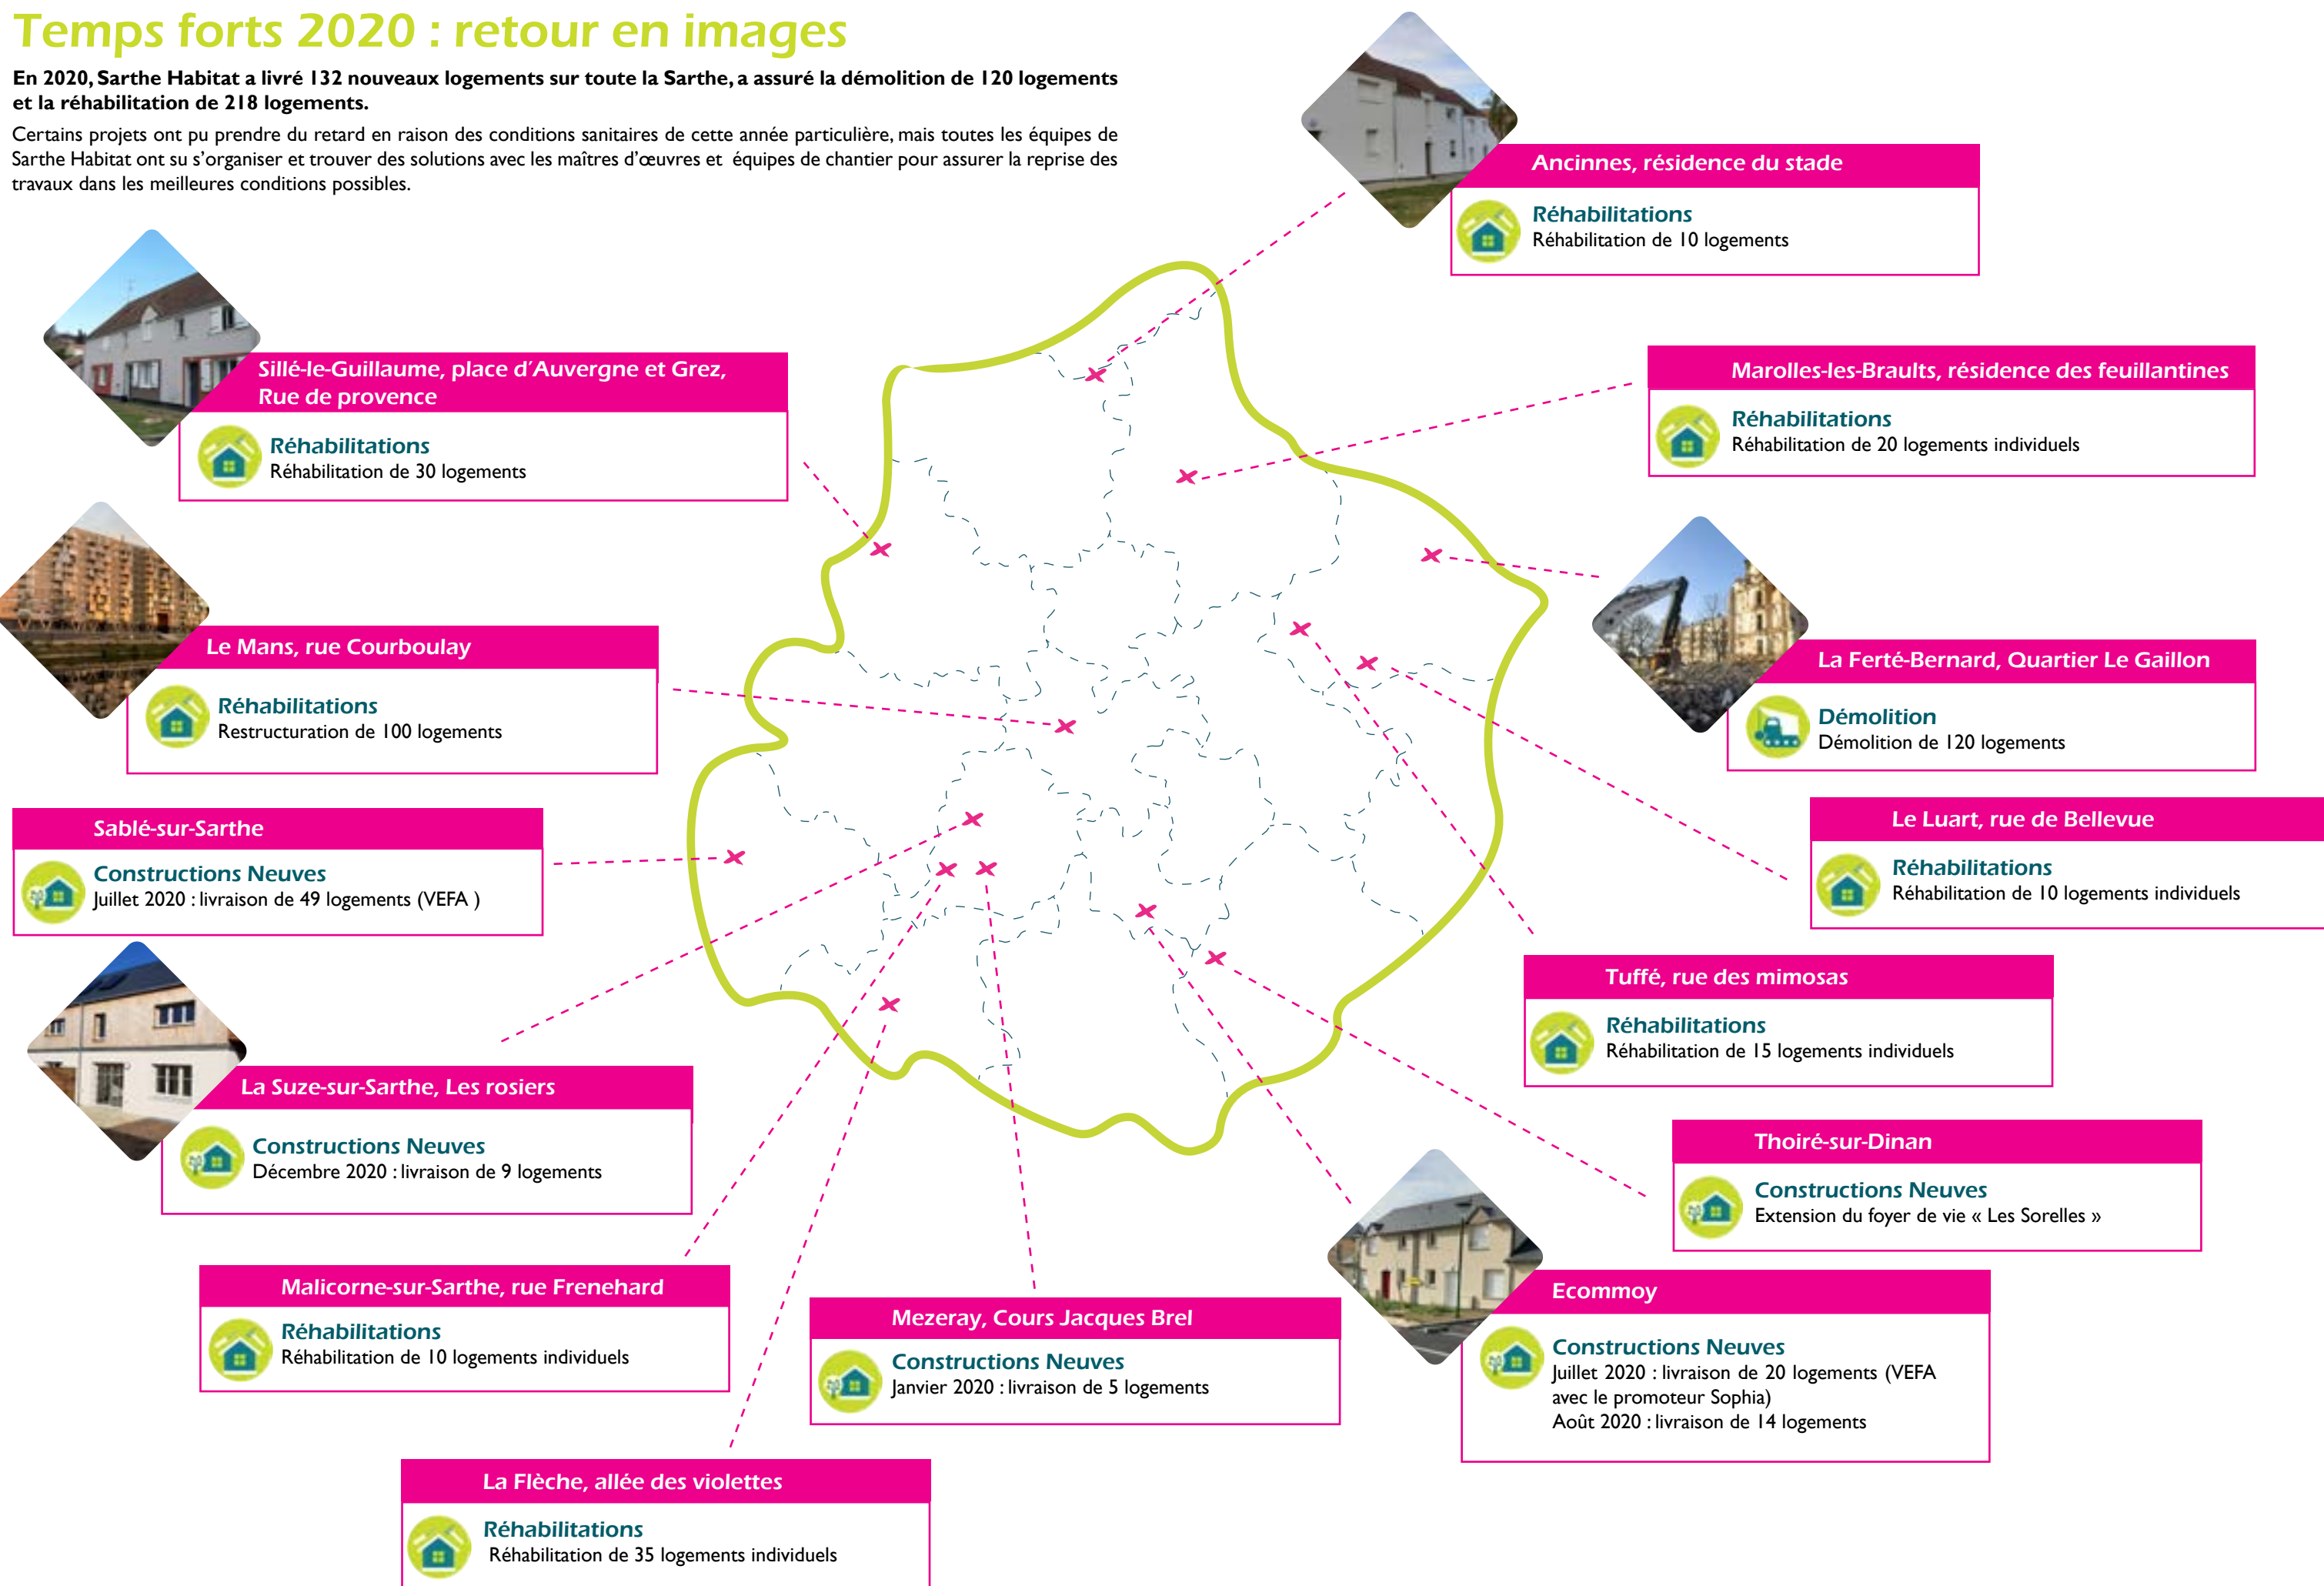 Temps forts 2020 : retour en images
En 2020, Sarthe Habitat a livré 132 nouveaux logements sur toute la Sarthe, a assuré la démolition de 120 logements
et la réhabilitation de 218 logements.
Certains projets ont pu prendre du retard en raison des conditions sanitaires de cette année particulière, mais toutes les équipes de
Sarthe Habitat ont su s'organiser et trouver des solutions avec les maîtres d'œuvres et équipes de chantier pour assurer la reprise des
travaux dans les meilleures conditions possibles.
Ancinnes, résidence du stade
Réhabilitations
Réhabilitation de 10 logements
Sillé-le-Guillaume, place d'Auvergne et Grez,
Rue de provence
Réhabilitations
Réhabilitation de 30 logements
Marolles-les-Braults, résidence des feuillantines
Réhabilitations
Réhabilitation de 20 logements individuels
Le Mans, rue Courboulay
Réhabilitations
Restructuration de 100 logements
La Ferté-Bernard, Quartier Le Gaillon
Démolition
Démolition de 120 logements
Sablé-sur-Sarthe
Constructions Neuves
Juillet 2020 : livraison de 49 logements (VEFA )
Le Luart, rue de Bellevue
Réhabilitations
Réhabilitation de 10 logements individuels
Tuffé, rue des mimosas
Réhabilitations
Réhabilitation de 15 logements individuels
La Suze-sur-Sarthe, Les rosiers
Constructions Neuves
Décembre 2020 : livraison de 9 logements
Thoiré-sur-Dinan
Constructions Neuves
Extension du foyer de vie « Les Sorelles »
Malicorne-sur-Sarthe, rue Frenehard
Réhabilitations
Réhabilitation de 10 logements individuels
Mezeray, Cours Jacques Brel
Constructions Neuves
Janvier 2020 : livraison de 5 logements
Ecommoy
Constructions Neuves
Juillet 2020 : livraison de 20 logements (VEFA
avec le promoteur Sophia)
Août 2020 : livraison de 14 logements
La Flèche, allée des violettes
Réhabilitations
Réhabilitation de 35 logements individuels